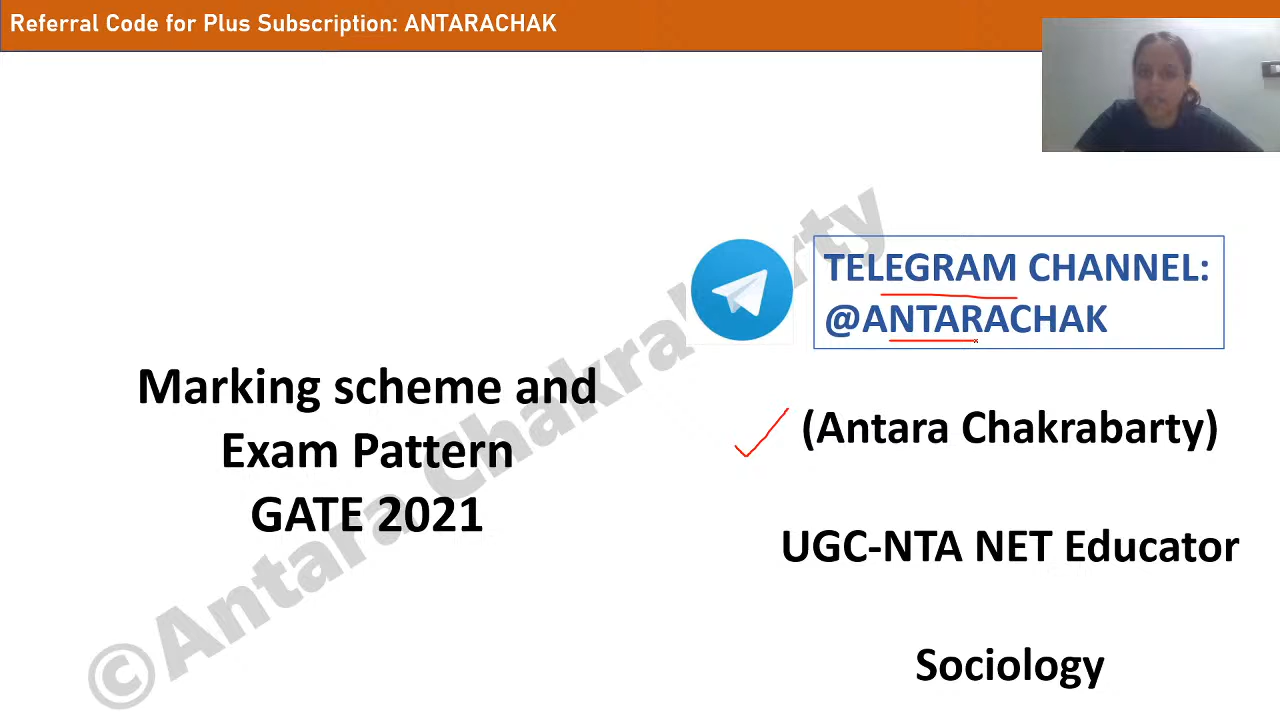 Referral Code for Plus Subscription: ANTARACHAK
TELEGRAM CHANNEL:
@ANTARACHAK
Marking scheme and
Exam Pattern
GATE 2021
(Antara Chakrabarty)
UGC-NTA NET Educator
Sociology
©Antara Chakrabarty